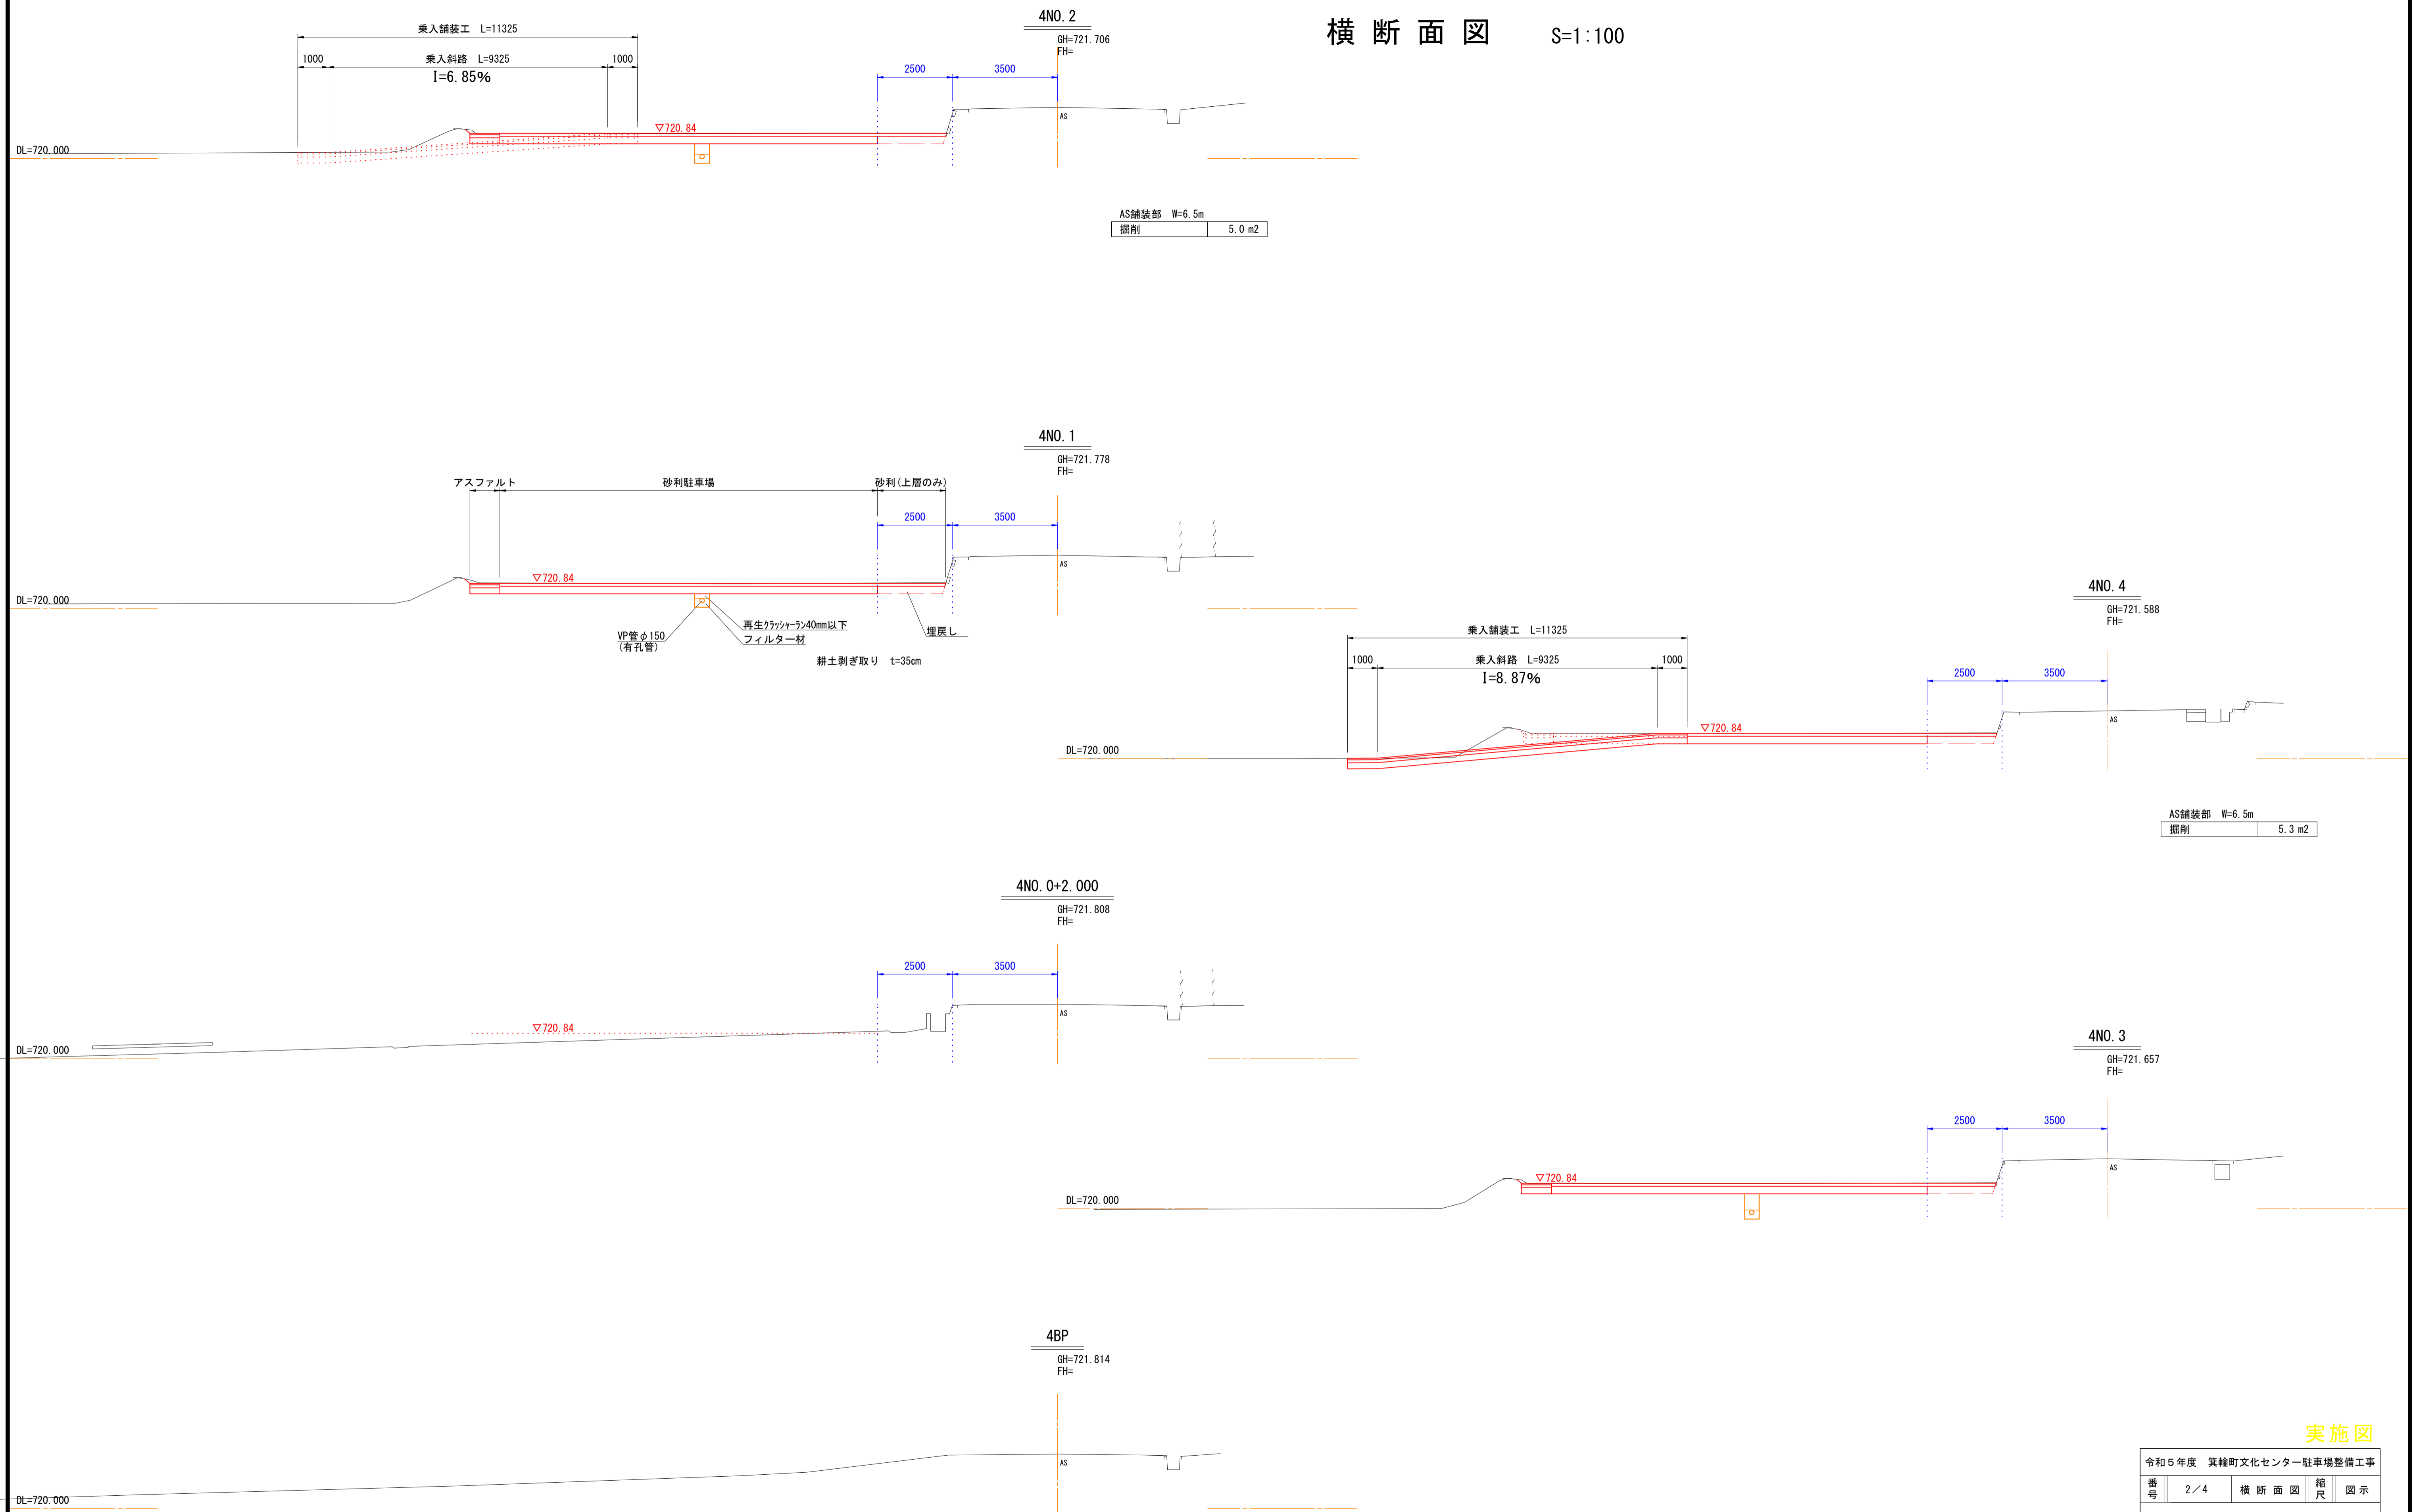 横断面図 S=1:100
4NO.2
GH=721.706
FH=
乗入舗装工 L=11325
1000 乗入斜路 L=9325 1000
I=6.85%
2500 3500
▽720.84
AS
DL=720.000
AS舗装部 W=6.5m
掘削 5.0 m2
4NO.1
GH=721.778
FH=
アスファルト 砂利駐車場 砂利(上層のみ)
2500 3500
▽720.84
AS
DL=720.000
VP管φ150
(有孔管)
再生クラッシャーラン40mm以下
フィルター材
埋戻し
耕土剥ぎ取り t=35cm
4NO.4
GH=721.588
FH=
乗入舗装工 L=11325
1000 乗入斜路 L=9325 1000
I=8.87%
2500 3500
▽720.84
AS
DL=720.000
AS舗装部 W=6.5m
掘削 5.3 m2
4NO.0+2.000
GH=721.808
FH=
2500 3500
▽720.84
AS
DL=720.000
4NO.3
GH=721.657
FH=
2500 3500
▽720.84
AS
DL=720.000
4BP
GH=721.814
FH=
AS
DL=720.000
実施図
令和5年度 箕輪町文化センター駐車場整備工事
番号 2/4 横断面図 縮尺 図示